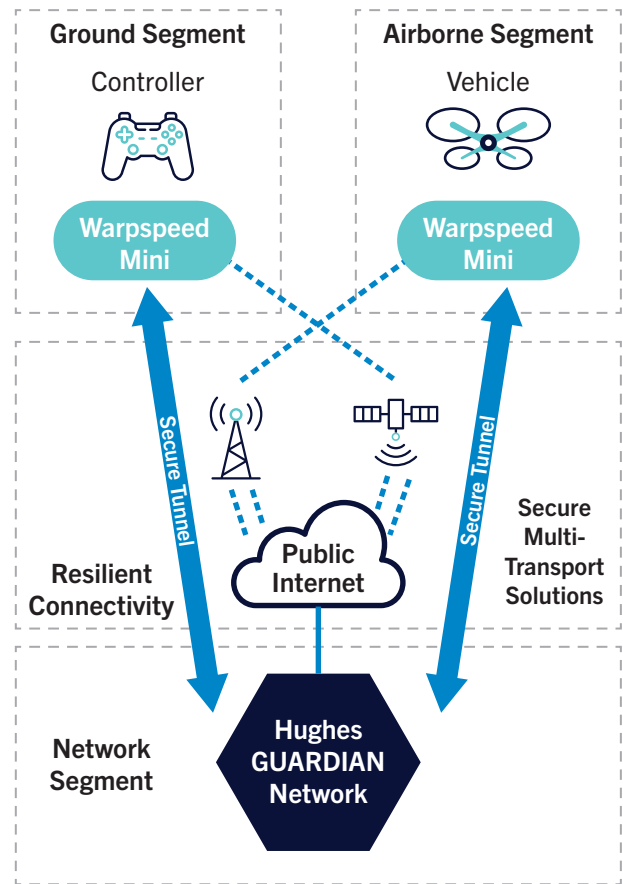 Ground Segment
Controller
Warpspeed
Mini
Airborne Segment
Vehicle
Warpspeed
Mini
Secure Tunnel
Secure Tunnel
Public
Internet
Resilient
Connectivity
Secure
Multi-
Transport
Solutions
Network
Segment
Hughes
GUARDIAN
Network